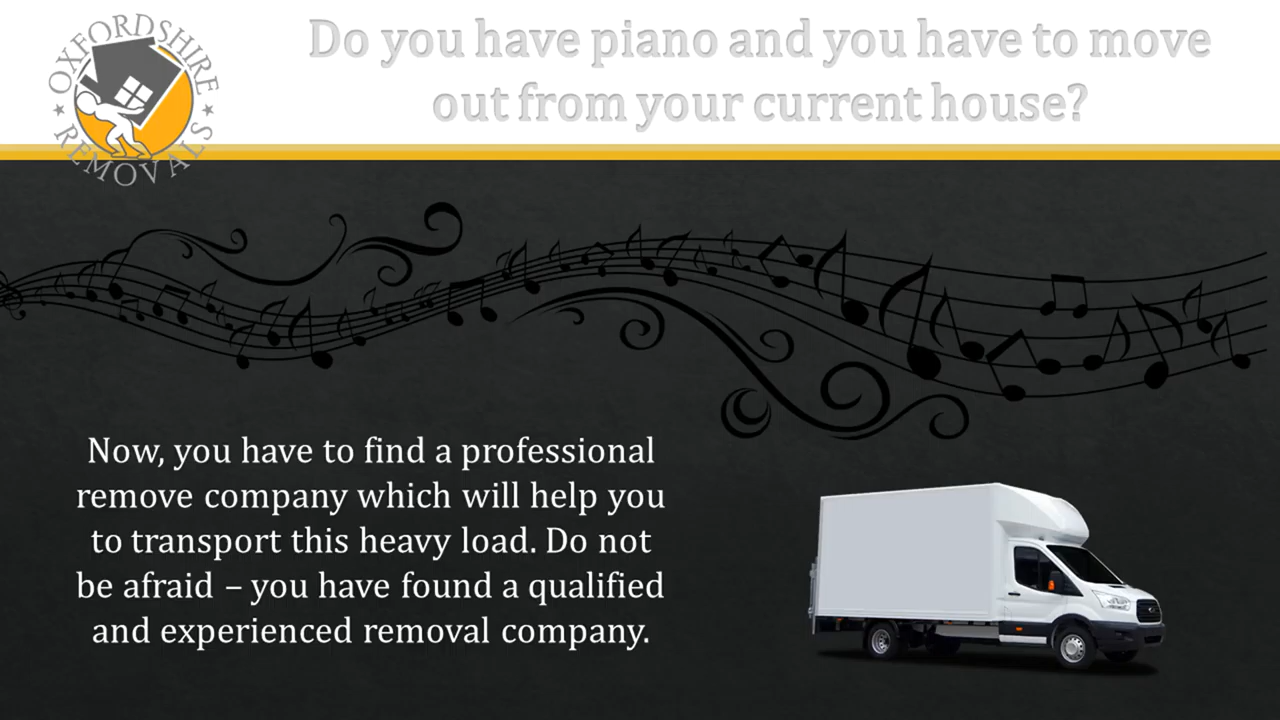 OXFORDSHIRE
REMOVALS
Do you have piano and you have to move
out from your current house?
Now, you have to find a professional
remove company which will help you
to transport this heavy load. Do not
be afraid – you have found a qualified
and experienced removal company.